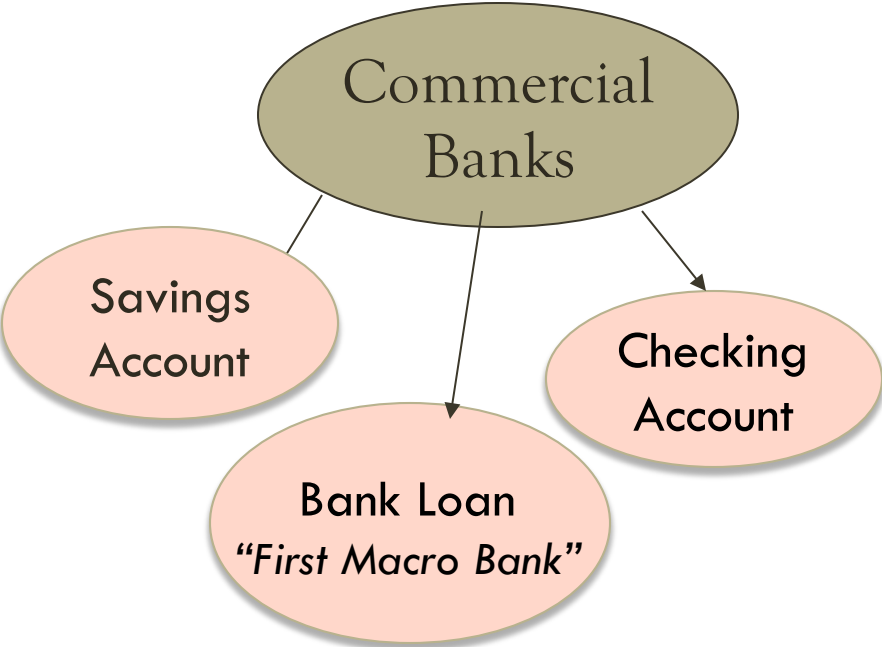 Commercial
Banks
Savings
Account
Checking
Account
Bank Loan
“First Macro Bank”